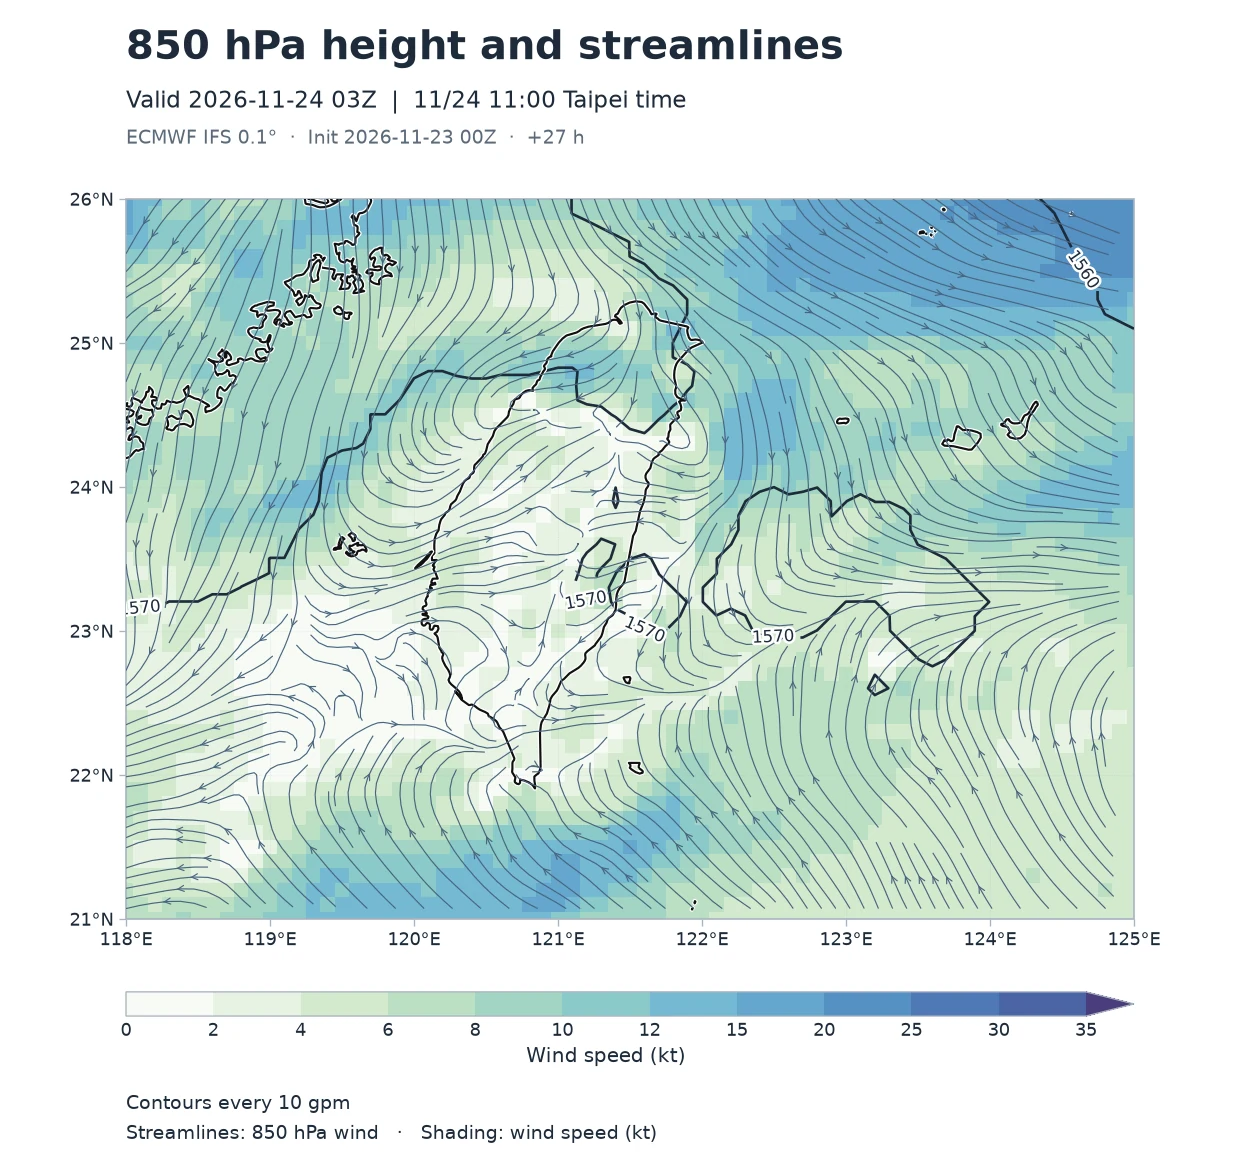 850 hPa height and streamlines
Valid 2026-11-24 03Z | 11/24 11:00 Taipei time
ECMWF IFS 0.1° · Init 2026-11-23 00Z · +27 h
26°N
1560
25°N
24°N
1570
1570
1570
1570
23°N
22°N
21°N
118°E 119°E 120°E 121°E 122°E 123°E 124°E 125°E
0 2 4 6 8 10 12 15 20 25 30 35
Wind speed (kt)
Contours every 10 gpm
Streamlines: 850 hPa wind · Shading: wind speed (kt)